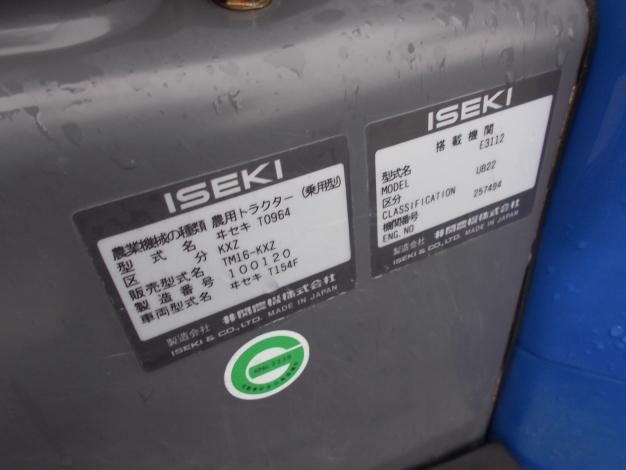 ISEKI
農業機械の種類 農用トラクター(乗用型)
型式名 ヰセキ TO964
区分 KXZ
販売型式名 TM16-KXZ
製造番号 100120
車両型式名 ヰセキ T154F
製造会社 井関農機株式会社
ISEKI & CO., LTD. MADE IN JAPAN
ISEKI
搭載機関
型式名 E3112
MODEL
区分 UB22
CLASSIFICATION
機関番号 257494
ENG.NO
製造会社 井関農機株式会社
ISEKI & CO., LTD. MADE IN JAPAN